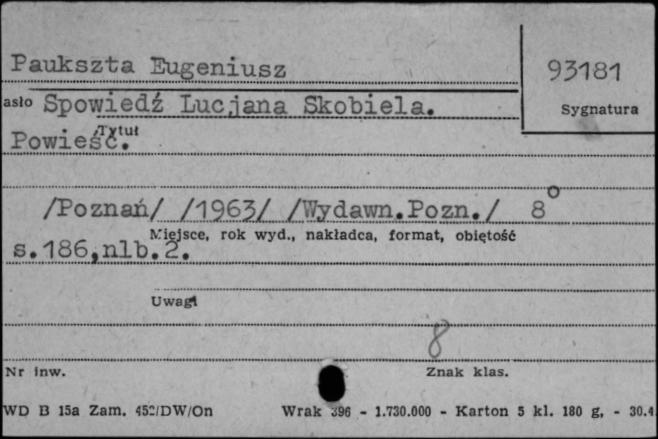 Paukszta Eugeniusz
93181
asło Spowiedź Lucjana Skobiela.
Sygnatura
Tytuł
Powieść.
/Poznań/ /1963/ /Wydawn.Pozn./ 8°
Miejsce, rok wyd., nakładca, format, obiętość
s.186,nlb.2.
Uwagi
8
Nr inw.
Znak klas.
WD B 15a Zam. 452/DW/On Wrak 396 - 1.730.000 - Karton 5 kl. 180 g, - 30.4